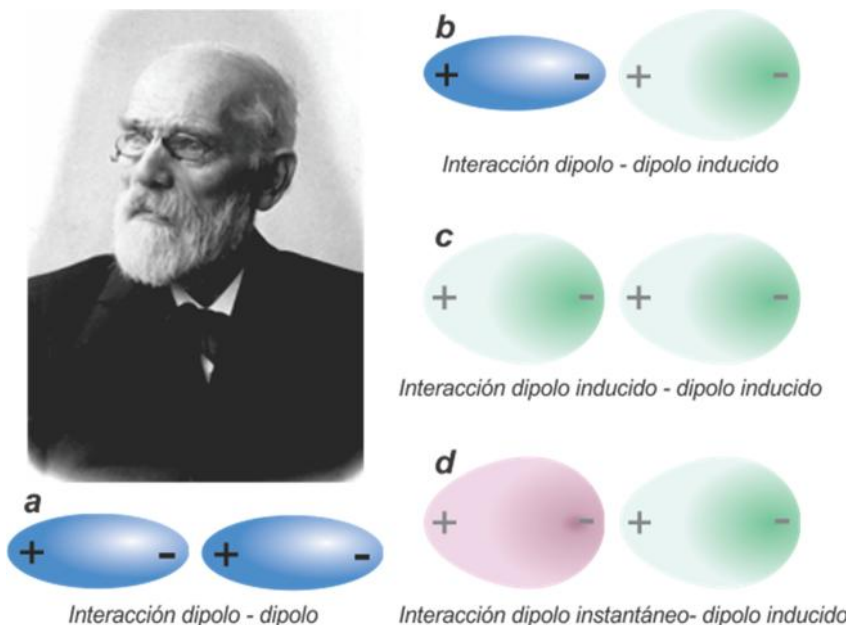 b
+ - + -
Interacción dipolo - dipolo inducido
c
+ - + -
Interacción dipolo inducido - dipolo inducido
d
+ - + -
Interacción dipolo instantáneo- dipolo inducido
a
+ - + -
Interacción dipolo - dipolo